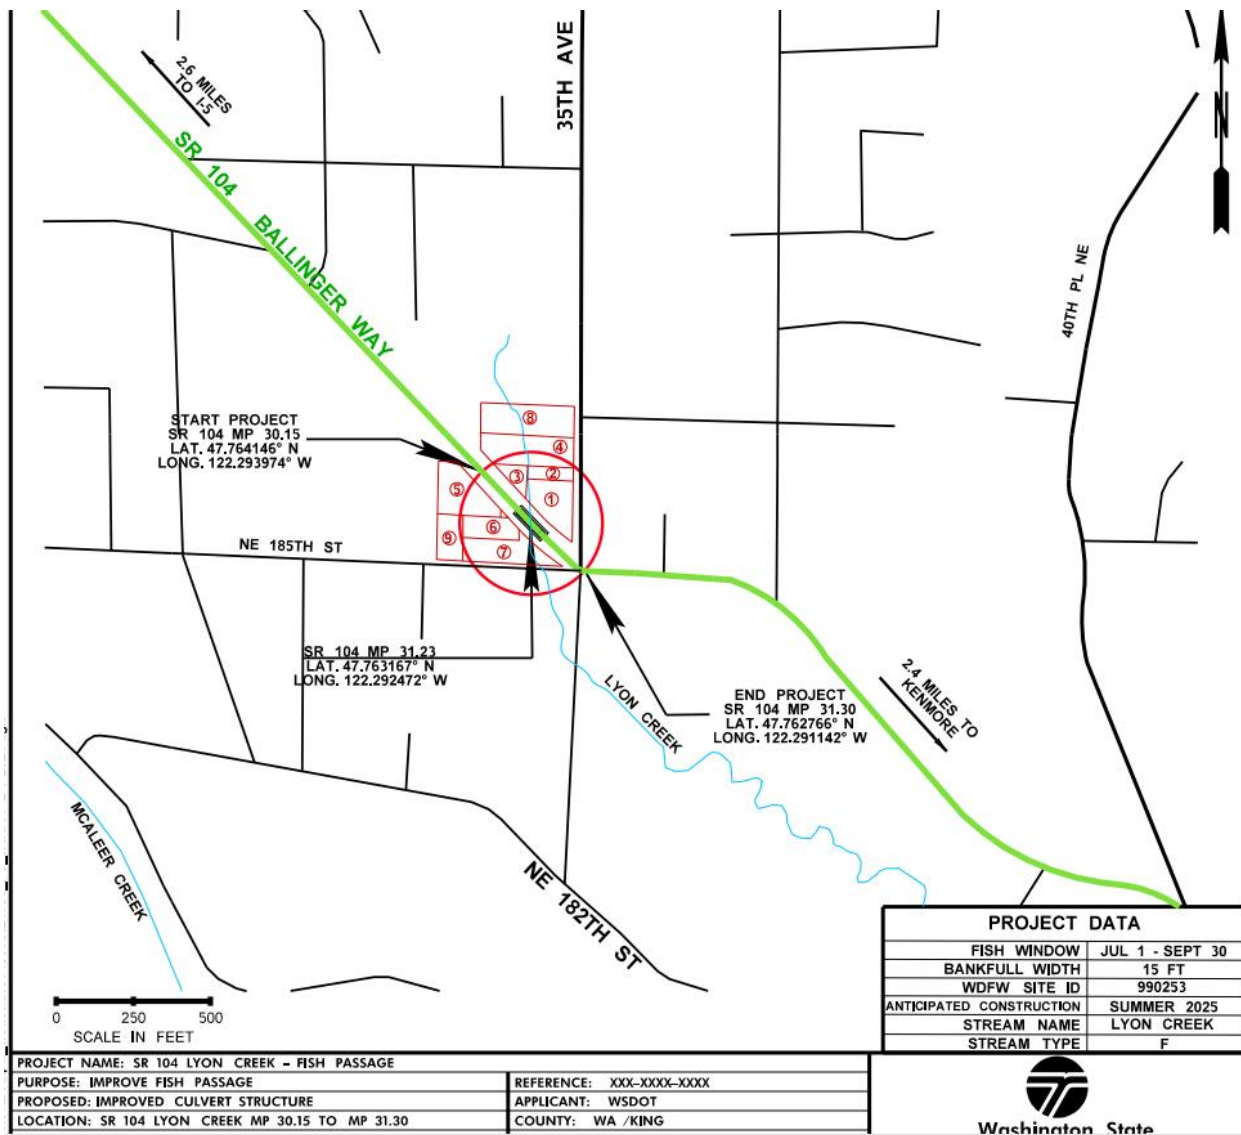 35TH AVE
2.6 MILES
TO I-5
N
SR 104 BALLINGER WAY
40TH PL NE
START PROJECT
SR 104 MP 30.15
LAT. 47.764146° N
LONG. 122.293974° W
8
4
3
2
5
1
6
9
7
NE 185TH ST
SR 104 MP 31.23
LAT. 47.763167° N
LONG. 122.292472° W
LYON CREEK
END PROJECT
SR 104 MP 31.30
LAT. 47.762766° N
LONG. 122.291142° W
2.4 MILES TO
KENMORE
MCALEER CREEK
NE 182TH ST
0 250 500
SCALE IN FEET
PROJECT DATA
FISH WINDOW JUL 1 - SEPT 30
BANKFULL WIDTH 15 FT
WDFW SITE ID 990253
ANTICIPATED CONSTRUCTION SUMMER 2025
STREAM NAME LYON CREEK
STREAM TYPE F
PROJECT NAME: SR 104 LYON CREEK - FISH PASSAGE
PURPOSE: IMPROVE FISH PASSAGE
PROPOSED: IMPROVED CULVERT STRUCTURE
LOCATION: SR 104 LYON CREEK MP 30.15 TO MP 31.30
REFERENCE: XXX-XXXX-XXXX
APPLICANT: WSDOT
COUNTY: WA /KING
Washington State